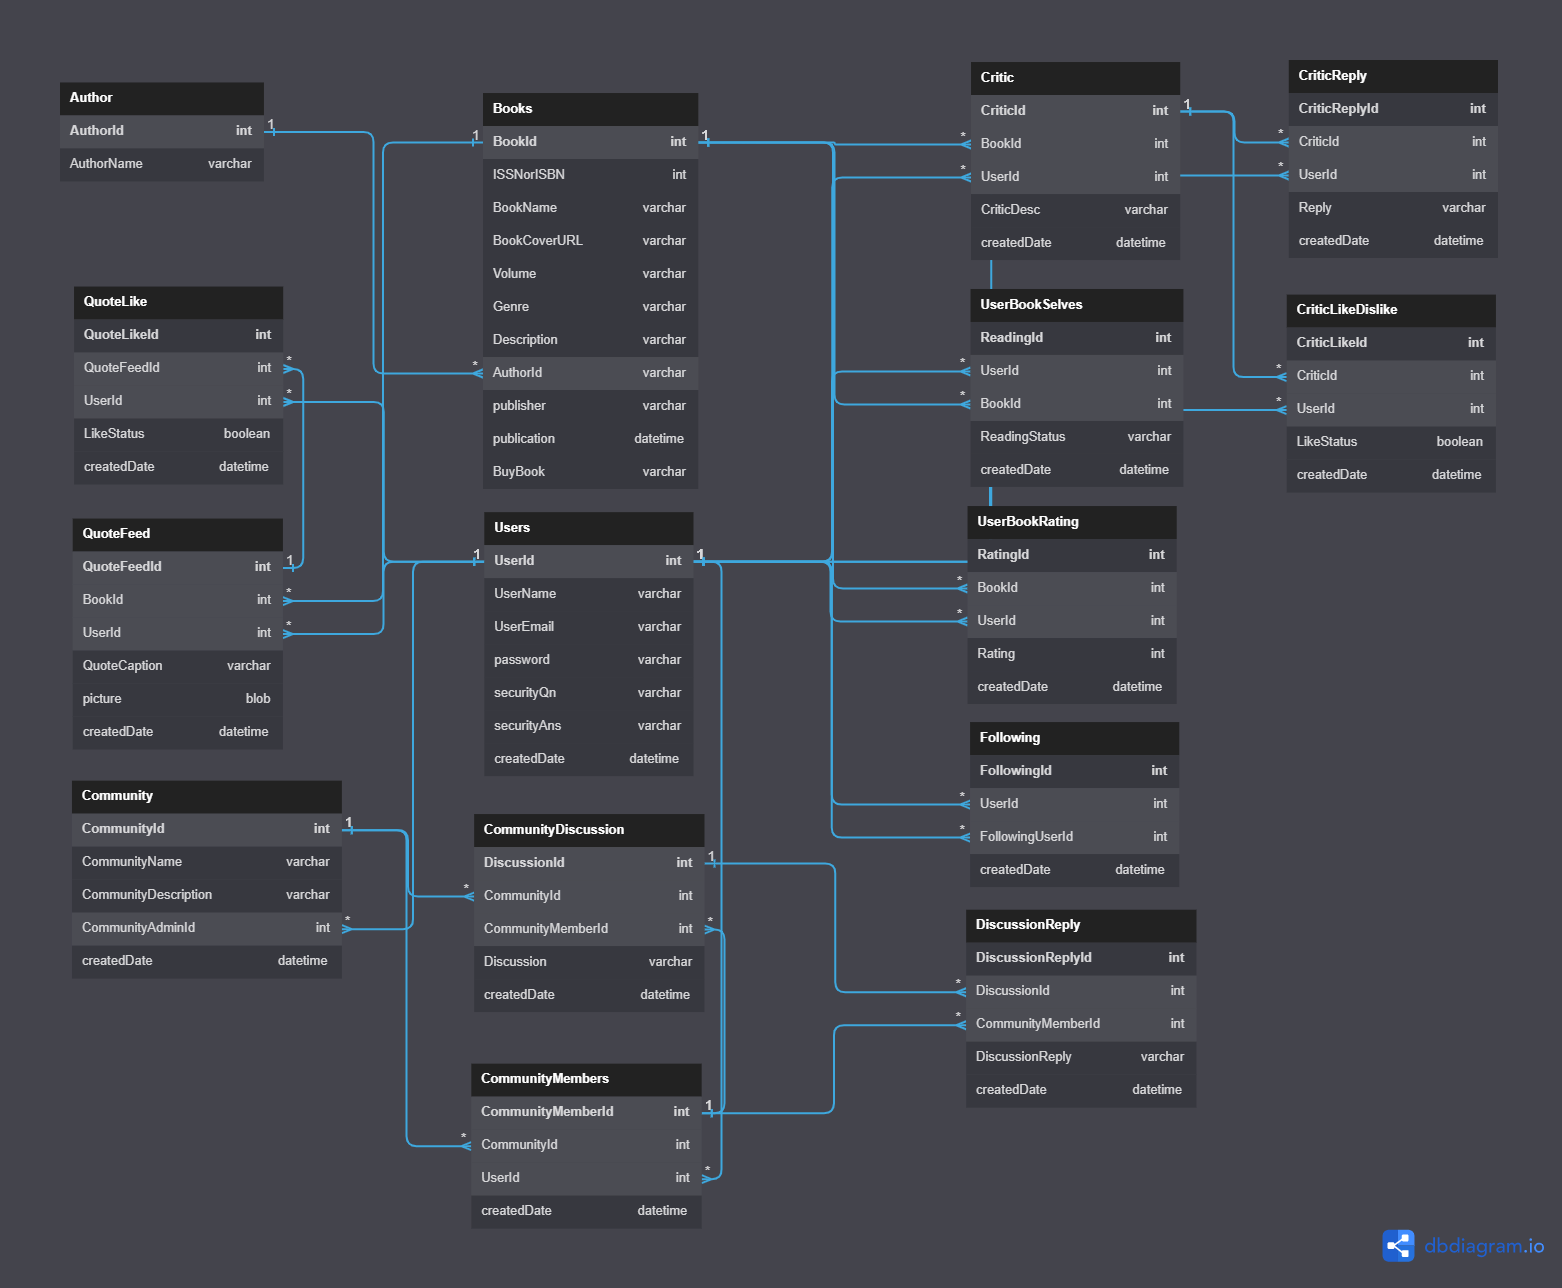 Author
AuthorId int
AuthorName varchar
1
QuoteLike
QuoteLikeId int
QuoteFeedId int
UserId int
LikeStatus boolean
createdDate datetime
*
*
QuoteFeed
QuoteFeedId int
BookId int
UserId int
QuoteCaption varchar
picture blob
createdDate datetime
1
*
*
Community
CommunityId int
CommunityName varchar
CommunityDescription varchar
CommunityAdminId int
createdDate datetime
1
*
Books
BookId int
ISSNorISBN int
BookName varchar
BookCoverURL varchar
Volume varchar
Genre varchar
Description varchar
AuthorId varchar
publisher varchar
publication datetime
BuyBook varchar
1
1
*
Users
UserId int
UserName varchar
UserEmail varchar
password varchar
securityQn varchar
securityAns varchar
createdDate datetime
1
1
CommunityDiscussion
DiscussionId int
CommunityId int
CommunityMemberId int
Discussion varchar
createdDate datetime
1
*
*
CommunityMembers
CommunityMemberId int
CommunityId int
UserId int
createdDate datetime
1
*
*
Critic
CriticId int
BookId int
UserId int
CriticDesc varchar
createdDate datetime
1
*
*
UserBookSelves
ReadingId int
UserId int
BookId int
ReadingStatus varchar
createdDate datetime
*
*
UserBookRating
RatingId int
BookId int
UserId int
Rating int
createdDate datetime
*
*
Following
FollowingId int
UserId int
FollowingUserId int
createdDate datetime
*
*
DiscussionReply
DiscussionReplyId int
DiscussionId int
CommunityMemberId int
DiscussionReply varchar
createdDate datetime
*
*
CriticReply
CriticReplyId int
CriticId int
UserId int
Reply varchar
createdDate datetime
*
*
CriticLikeDislike
CriticLikeId int
CriticId int
UserId int
LikeStatus boolean
createdDate datetime
*
*
dbdiagram.io